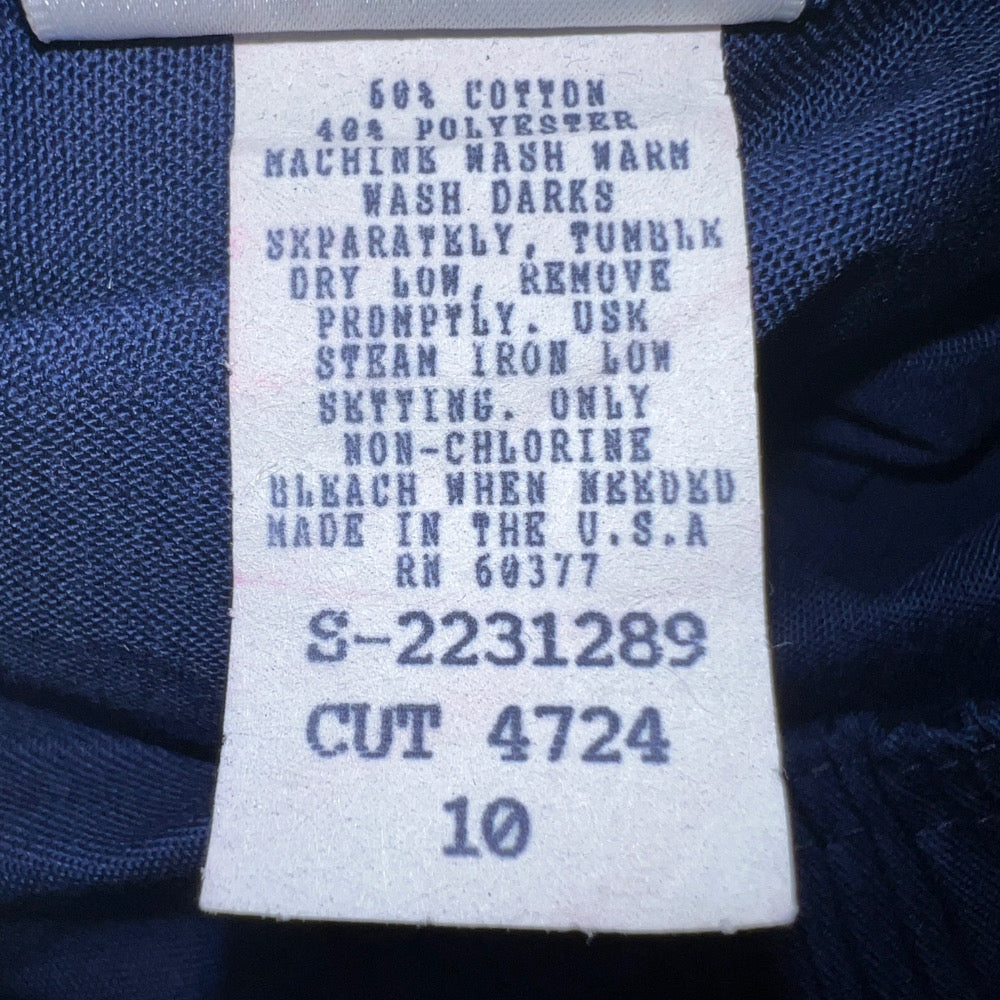 60% COTTON
40% POLYESTER
MACHINE WASH WARM
WASH DARKS
SEPARATELY, TUMBLE
DRY LOW, REMOVE
PROMPTLY. USE
STEAM IRON LOW
SETTING. ONLY
NON-CHLORINE
BLEACH WHEN NEEDED
MADE IN THE U.S.A
RN 60377
S-2231289
CUT 4724
10